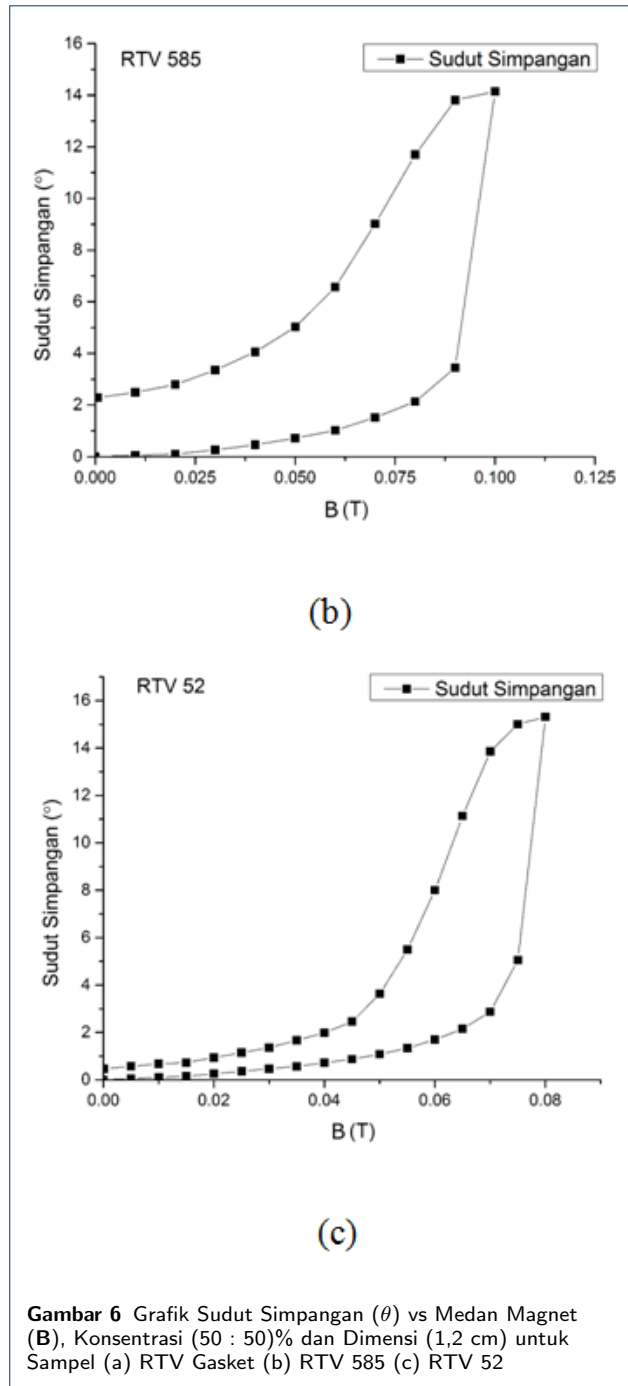 RTV 585
Sudut Simpangan
16
14
12
10
8
6
4
2
0
Sudut Simpangan (°)
0.000 0.025 0.050 0.075 0.100 0.125
B (T)
(b)
RTV 52
Sudut Simpangan
16
14
12
10
8
6
4
2
0
Sudut Simpangan (°)
0.00 0.02 0.04 0.06 0.08
B (T)
(c)
Gambar 6 Grafik Sudut Simpangan (θ) vs Medan Magnet
(B), Konsentrasi (50 : 50)% dan Dimensi (1,2 cm) untuk
Sampel (a) RTV Gasket (b) RTV 585 (c) RTV 52